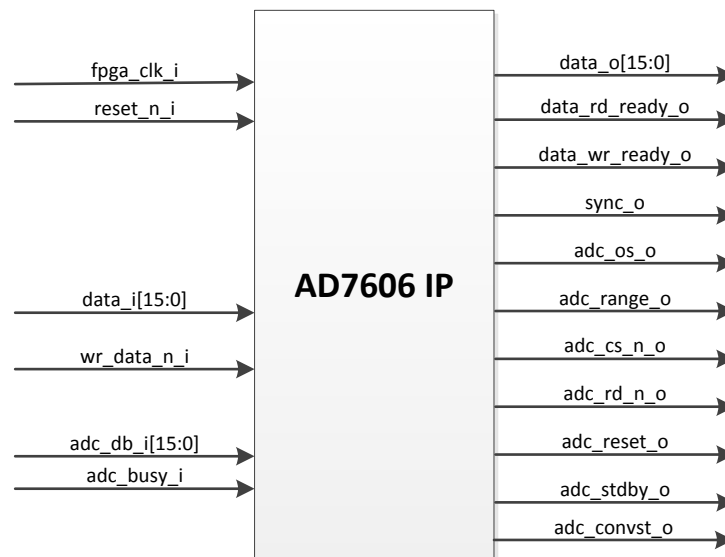 fpga_clk_i
reset_n_i
data_i[15:0]
wr_data_n_i
adc_db_i[15:0]
adc_busy_i
AD7606 IP
data_o[15:0]
data_rd_ready_o
data_wr_ready_o
sync_o
adc_os_o
adc_range_o
adc_cs_n_o
adc_rd_n_o
adc_reset_o
adc_stdby_o
adc_convst_o